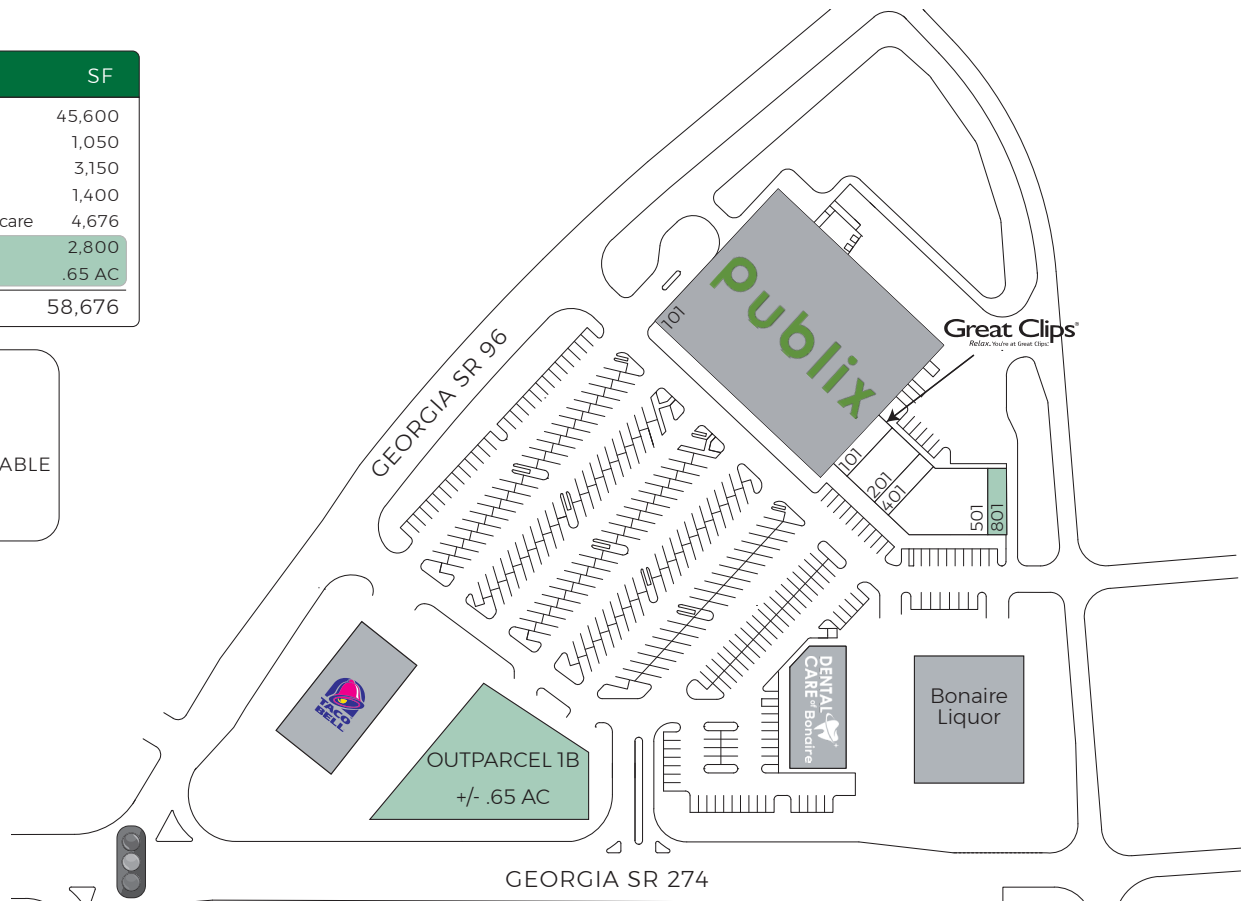 SF
45,600
1,050
3,150
1,400
care 4,676
2,800
.65 AC
58,676
ABLE
GEORGIA SR 96
101
publix
Great Clips®
Relax. You're at Great Clips.®
101
201
401
501
801
TACO
BELL
OUTPARCEL 1B
+/- .65 AC
DENTAL
CARE of Bonaire
Bonaire
Liquor
GEORGIA SR 274